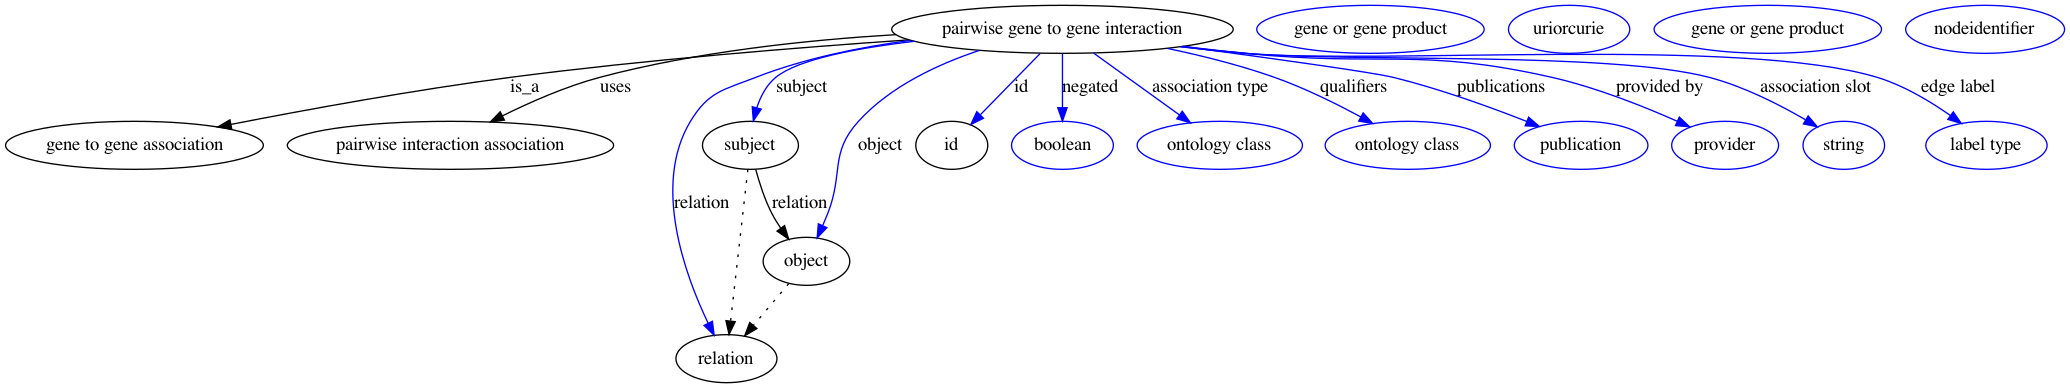 pairwise gene to gene interaction
gene or gene product
uriorcurie
gene or gene product
nodeidentifier
is_a
uses
subject
id
negated
association type
qualifiers
publications
provided by
association slot
edge label
gene to gene association
pairwise interaction association
subject
object
id
boolean
ontology class
ontology class
publication
provider
string
label type
relation
relation
object
relation